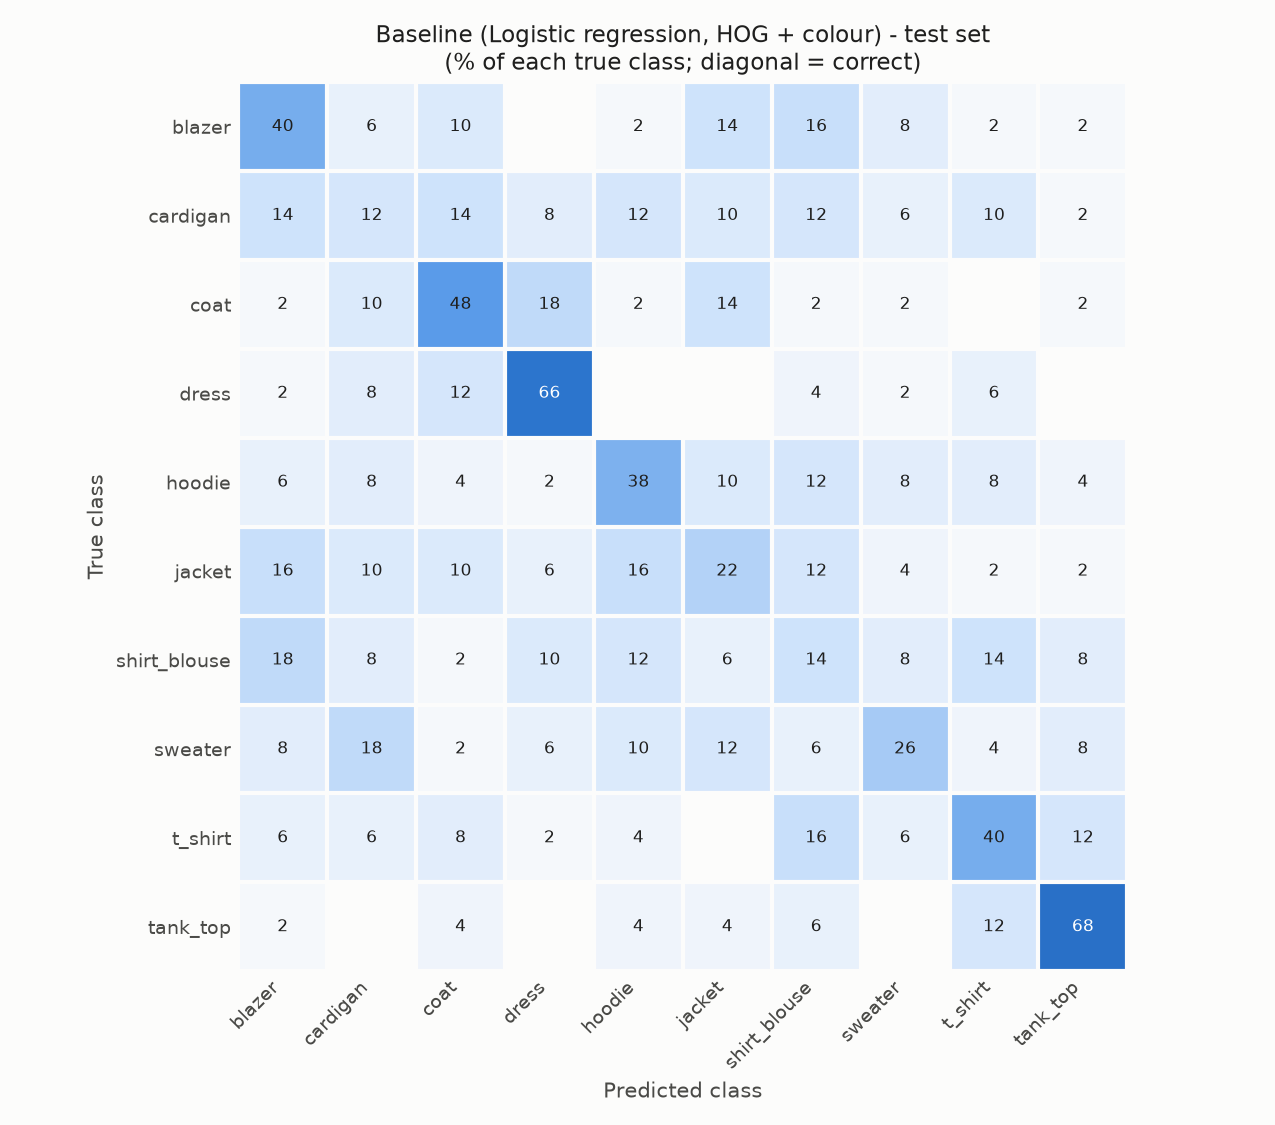 Baseline (Logistic regression, HOG + colour) - test set
(% of each true class; diagonal = correct)
True class
blazer 40 6 10 2 14 16 8 2 2
cardigan 14 12 14 8 12 10 12 6 10 2
coat 2 10 48 18 2 14 2 2 2
dress 2 8 12 66 4 2 6
hoodie 6 8 4 2 38 10 12 8 8 4
jacket 16 10 10 6 16 22 12 4 2 2
shirt_blouse 18 8 2 10 12 6 14 8 14 8
sweater 8 18 2 6 10 12 6 26 4 8
t_shirt 6 6 8 2 4 16 6 40 12
tank_top 2 4 4 4 6 12 68
blazer cardigan coat dress hoodie jacket shirt_blouse sweater t_shirt tank_top
Predicted class